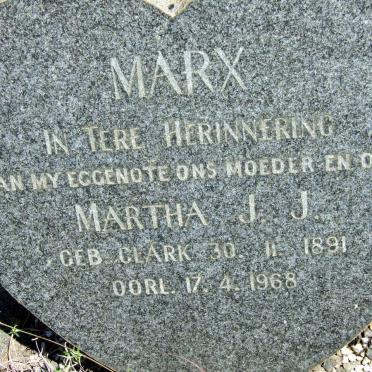 MARX
IN TERE HERINNERING
AN MY EGGENOTE ONS MOEDER EN O
MARTHA J. J.
GEB CLARK 30. 11 1891
OORL. 17. 4. 1968